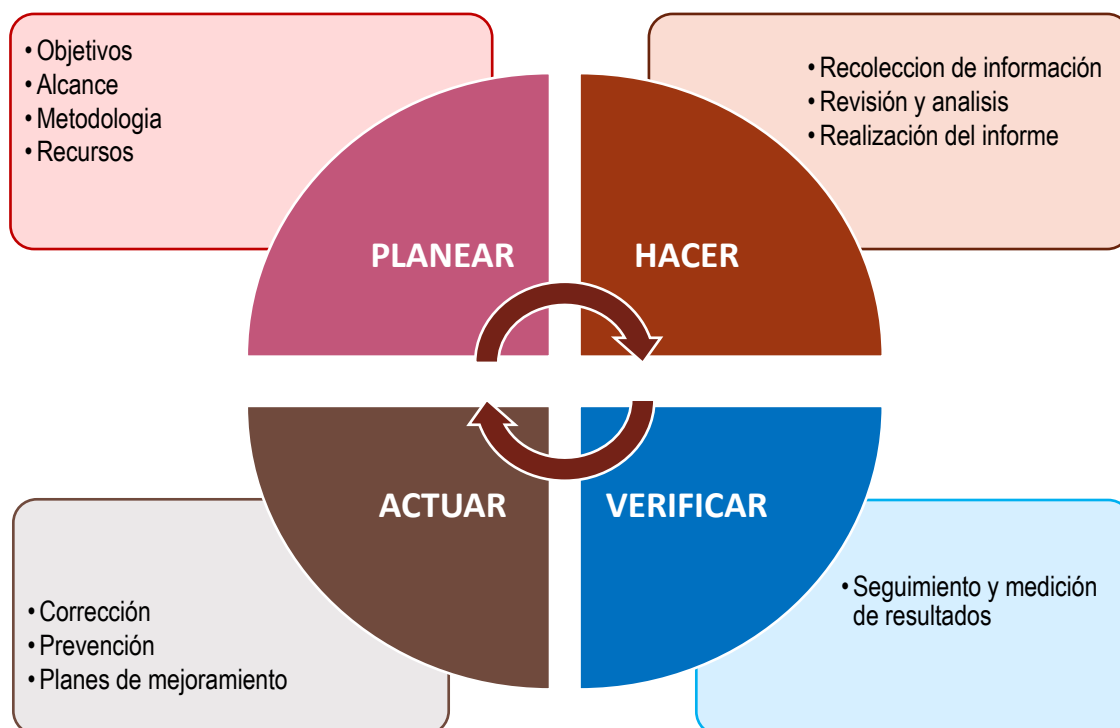 • Objetivos
• Alcance
• Metodologia
• Recursos
• Recoleccion de información
• Revisión y analisis
• Realización del informe
PLANEAR
HACER
ACTUAR
VERIFICAR
• Corrección
• Prevención
• Planes de mejoramiento
• Seguimiento y medición
de resultados